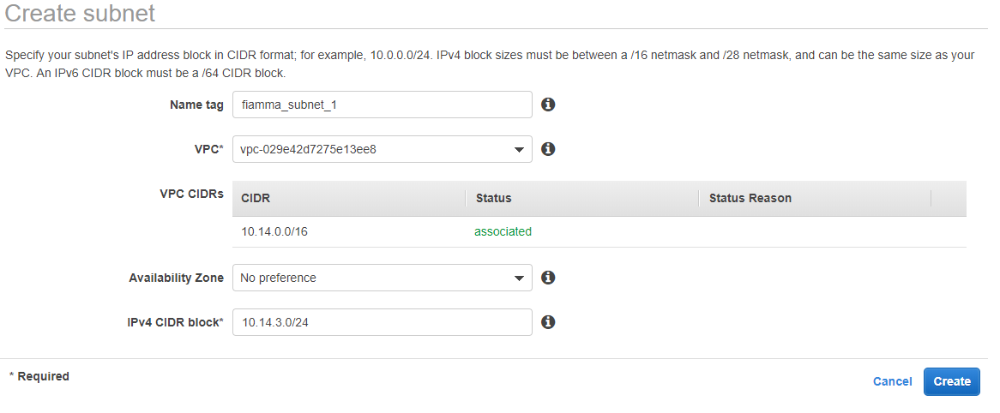 Create subnet
Specify your subnet's IP address block in CIDR format; for example, 10.0.0.0/24. IPv4 block sizes must be between a /16 netmask and /28 netmask, and can be the same size as your
VPC. An IPv6 CIDR block must be a /64 CIDR block.
Name tag fiamma_subnet_1
VPC* vpc-029e42d7275e13ee8
VPC CIDRs CIDR Status Status Reason
10.14.0.0/16 associated
Availability Zone No preference
IPv4 CIDR block* 10.14.3.0/24
* Required
Cancel Create